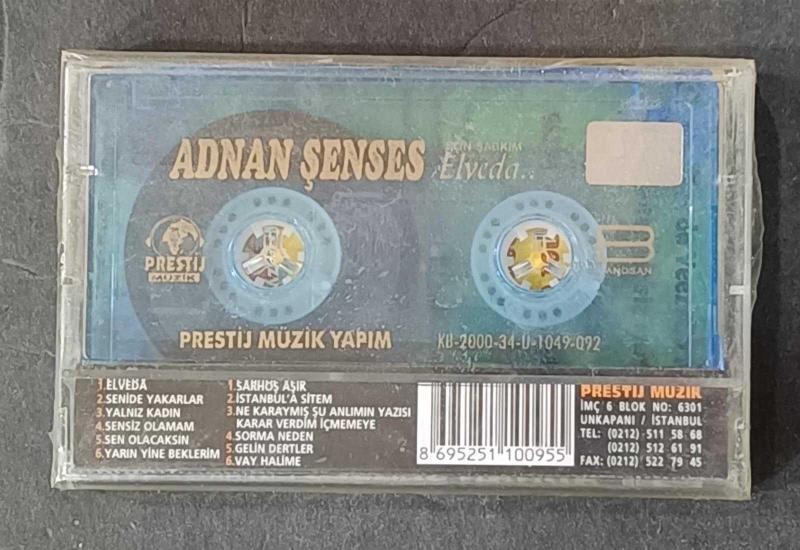 ADNAN ŞENSES
SON ŞARKIM
Elveda..
PRESTİJ
MÜZİK
PRESTİJ MÜZİK YAPIM
KB-2000-34-Ü-1049-092
1.ELVEDA
2.SENİDE YAKARLAR
3.YALNIZ KADIN
4.SENSİZ OLAMAM
5.SEN OLACAKSIN
6.YARIN YİNE BEKLERİM
1.SARHOŞ AŞIR
2.İSTANBUL'A SİTEM
3.NE KARAYMIŞ ŞU ANLIMIN YAZISI
KARAR VERDİM İÇMEMEYE
4.SORMA NEDEN
5.GELİN DERTLER
6.VAY HALİME
8 695251 100955
PRESTİJ MÜZİK
İMÇ 6 BLOK NO: 6301
UNKAPANI / İSTANBUL
TEL: (0212) 511 58 68
(0212) 512 61 91
FAX: (0212) 522 79 45